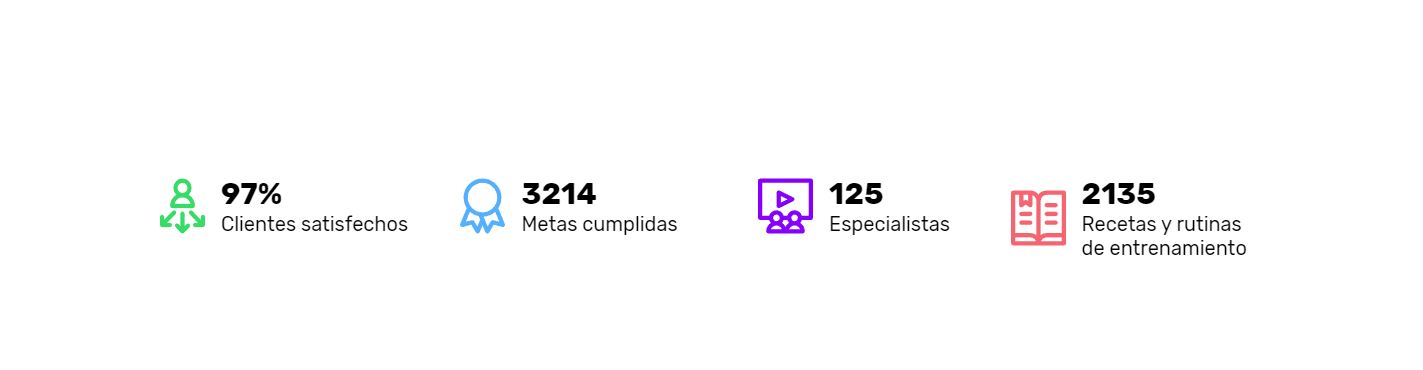 97%
Clientes satisfechos
3214
Metas cumplidas
125
Especialistas
2135
Recetas y rutinas
de entrenamiento